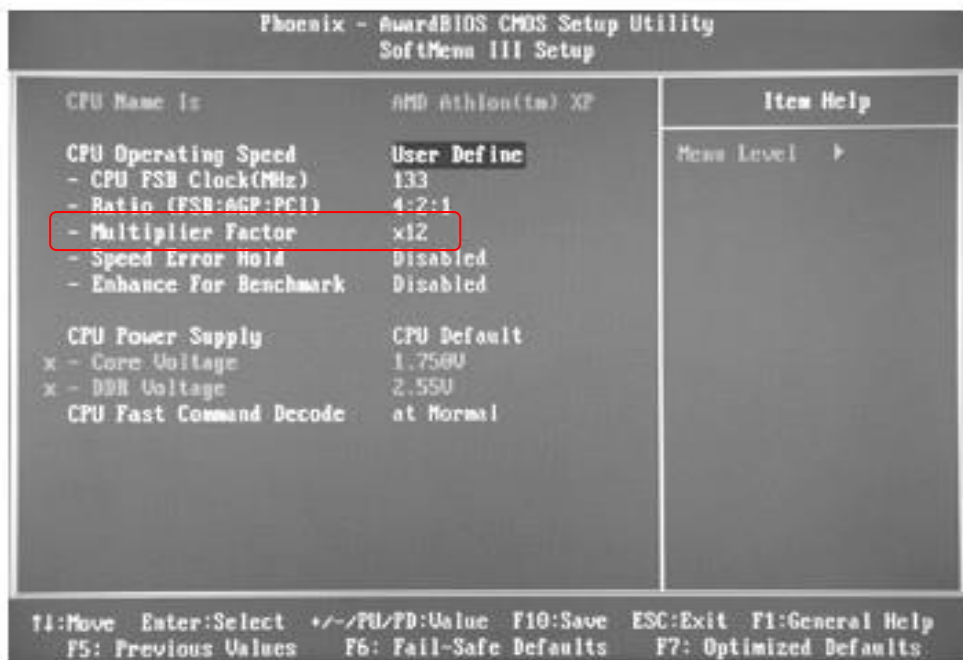 Phoenix - AwardBIOS CMOS Setup Utility
SoftMenu III Setup
CPU Name Is AMD Athlon(tm) XP
Item Help
CPU Operating Speed User Define
Menu Level ▶
- CPU FSB Clock(MHz) 133
- Ratio (FSB:AGP:PCI) 4:2:1
- Multiplier Factor x12
- Speed Error Hold Disabled
- Enhance For Benchmark Disabled
CPU Power Supply CPU Default
x - Core Voltage 1.750V
x - DDR Voltage 2.55V
CPU Fast Command Decode at Normal
↑↓:Move Enter:Select +/-/PU/PD:Value F10:Save ESC:Exit F1:General Help
F5: Previous Values F6: Fail-Safe Defaults F7: Optimized Defaults